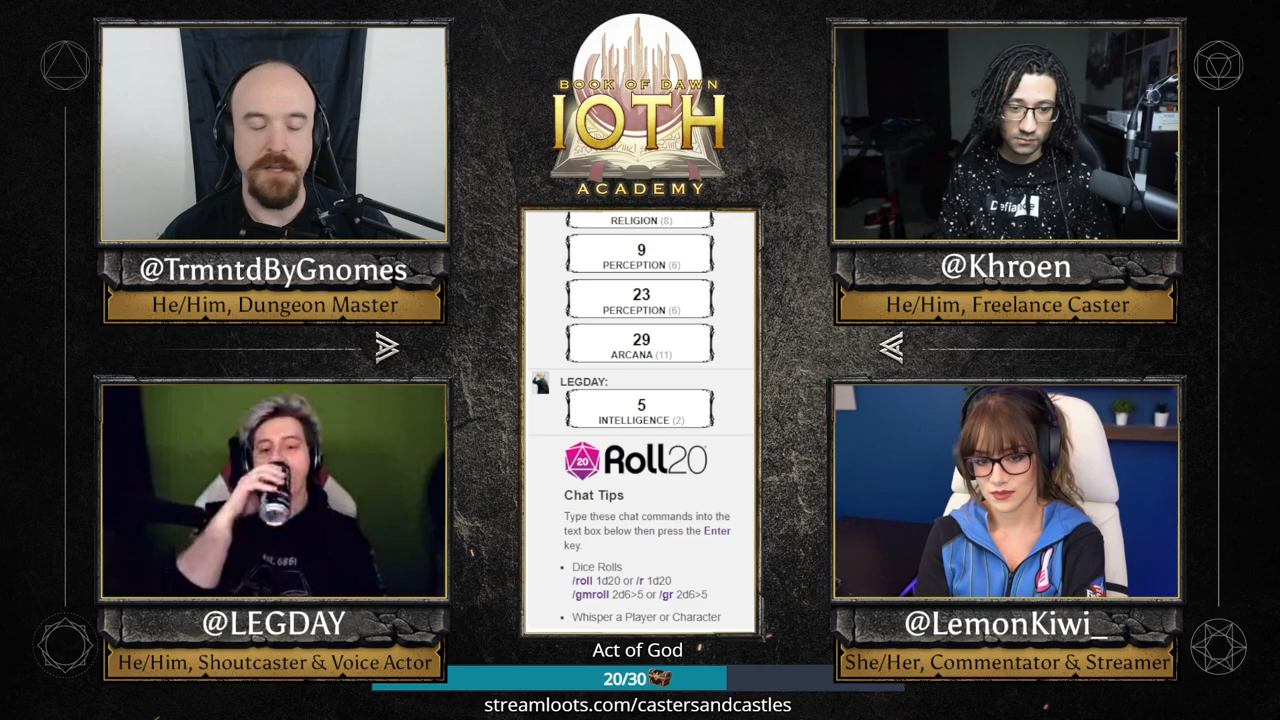 BOOK OF DAWN
IOTH
ACADEMY
@TrmntdByGnomes
He/Him, Dungeon Master
@Khroen
He/Him, Freelance Caster
Defiance
RELIGION (8)
9
PERCEPTION (6)
23
PERCEPTION (6)
29
ARCANA (11)
LEGDAY:
5
INTELLIGENCE (2)
20
Roll20
Chat Tips
Type these chat commands into the
text box below then press the Enter
key.
• Dice Rolls
/roll 1d20 or /r 1d20
/gmroll 2d6>5 or /gr 2d6>5
• Whisper a Player or Character
@LEGDAY
He/Him, Shoutcaster & Voice Actor
@LemonKiwi_
She/Her, Commentator & Streamer
Act of God
20/30
streamloots.com/castersandcastles